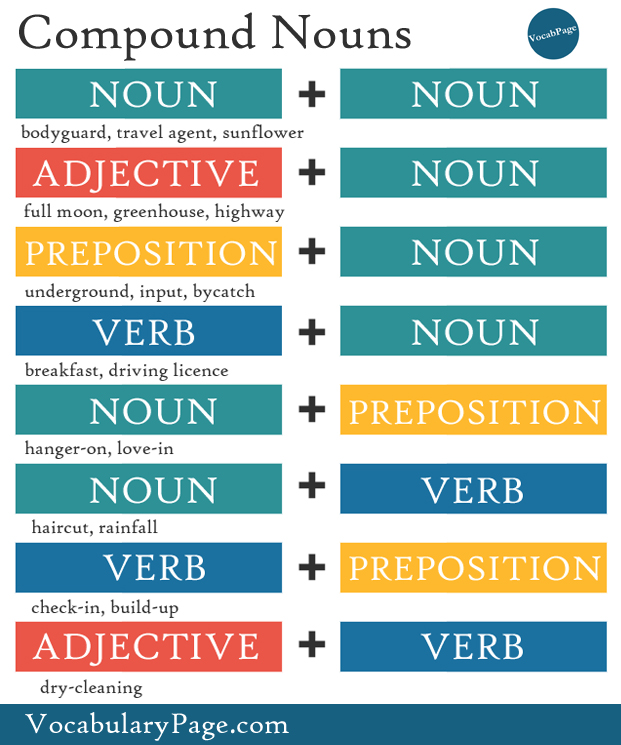 Compound Nouns
VocabPage
NOUN + NOUN
bodyguard, travel agent, sunflower
ADJECTIVE + NOUN
full moon, greenhouse, highway
PREPOSITION + NOUN
underground, input, bycatch
VERB + NOUN
breakfast, driving licence
NOUN + PREPOSITION
hanger-on, love-in
NOUN + VERB
haircut, rainfall
VERB + PREPOSITION
check-in, build-up
ADJECTIVE + VERB
dry-cleaning
VocabularyPage.com